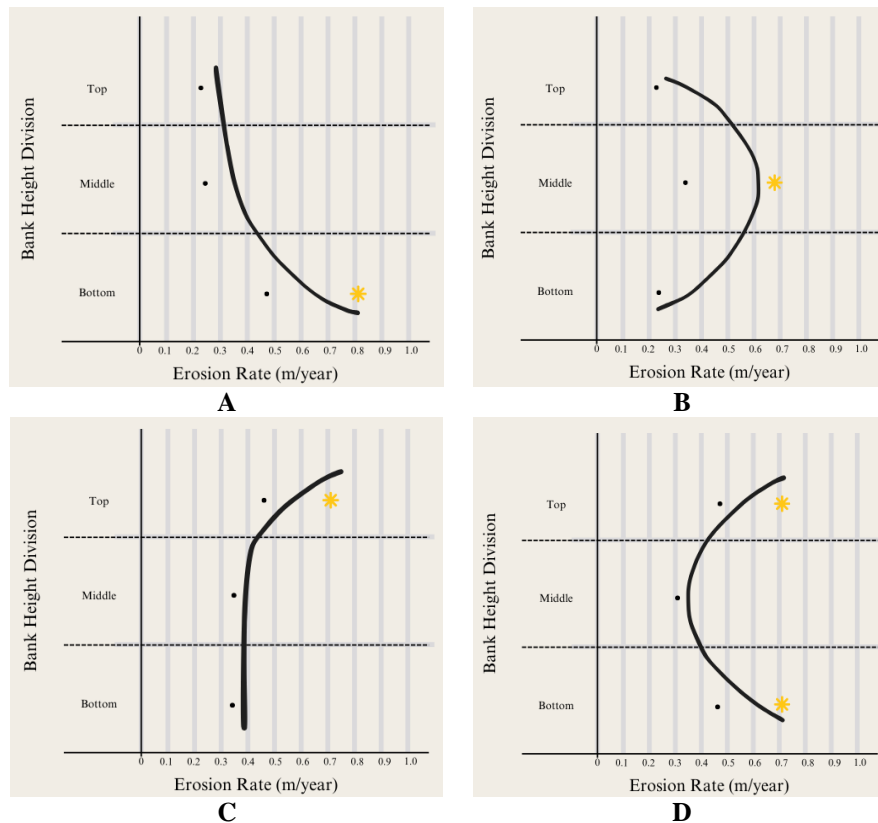 Bank Height Division
Top
Middle
Bottom
0 0.1 0.2 0.3 0.4 0.5 0.6 0.7 0.8 0.9 1.0
Erosion Rate (m/year)
A
Bank Height Division
Top
Middle
Bottom
0 0.1 0.2 0.3 0.4 0.5 0.6 0.7 0.8 0.9 1.0
Erosion Rate (m/year)
B
Bank Height Division
Top
Middle
Bottom
0 0.1 0.2 0.3 0.4 0.5 0.6 0.7 0.8 0.9 1.0
Erosion Rate (m/year)
C
Bank Height Division
Top
Middle
Bottom
0 0.1 0.2 0.3 0.4 0.5 0.6 0.7 0.8 0.9 1.0
Erosion Rate (m/year)
D